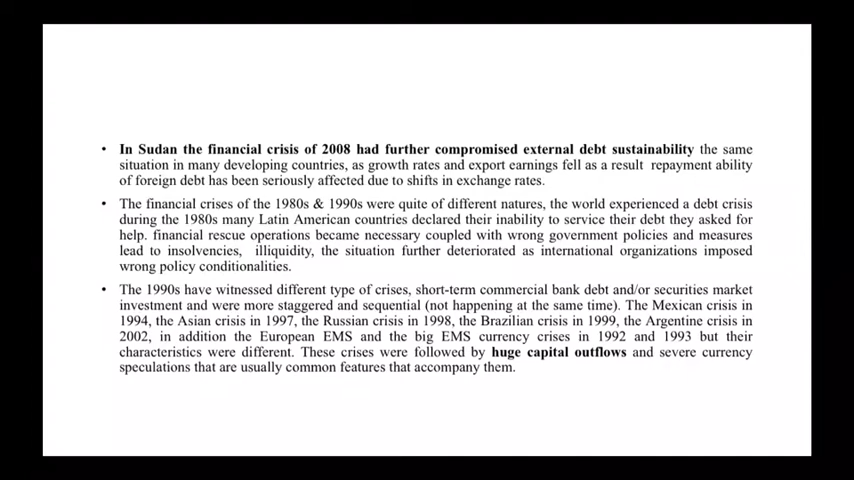 • In Sudan the financial crisis of 2008 had further compromised external debt sustainability the same
situation in many developing countries, as growth rates and export earnings fell as a result repayment ability
of foreign debt has been seriously affected due to shifts in exchange rates.
• The financial crises of the 1980s & 1990s were quite of different natures, the world experienced a debt crisis
during the 1980s many Latin American countries declared their inability to service their debt they asked for
help. financial rescue operations became necessary coupled with wrong government policies and measures
lead to insolvencies, illiquidity, the situation further deteriorated as international organizations imposed
wrong policy conditionalities.
• The 1990s have witnessed different type of crises, short-term commercial bank debt and/or securities market
investment and were more staggered and sequential (not happening at the same time). The Mexican crisis in
1994, the Asian crisis in 1997, the Russian crisis in 1998, the Brazilian crisis in 1999, the Argentine crisis in
2002, in addition the European EMS and the big EMS currency crises in 1992 and 1993 but their
characteristics were different. These crises were followed by huge capital outflows and severe currency
speculations that are usually common features that accompany them.